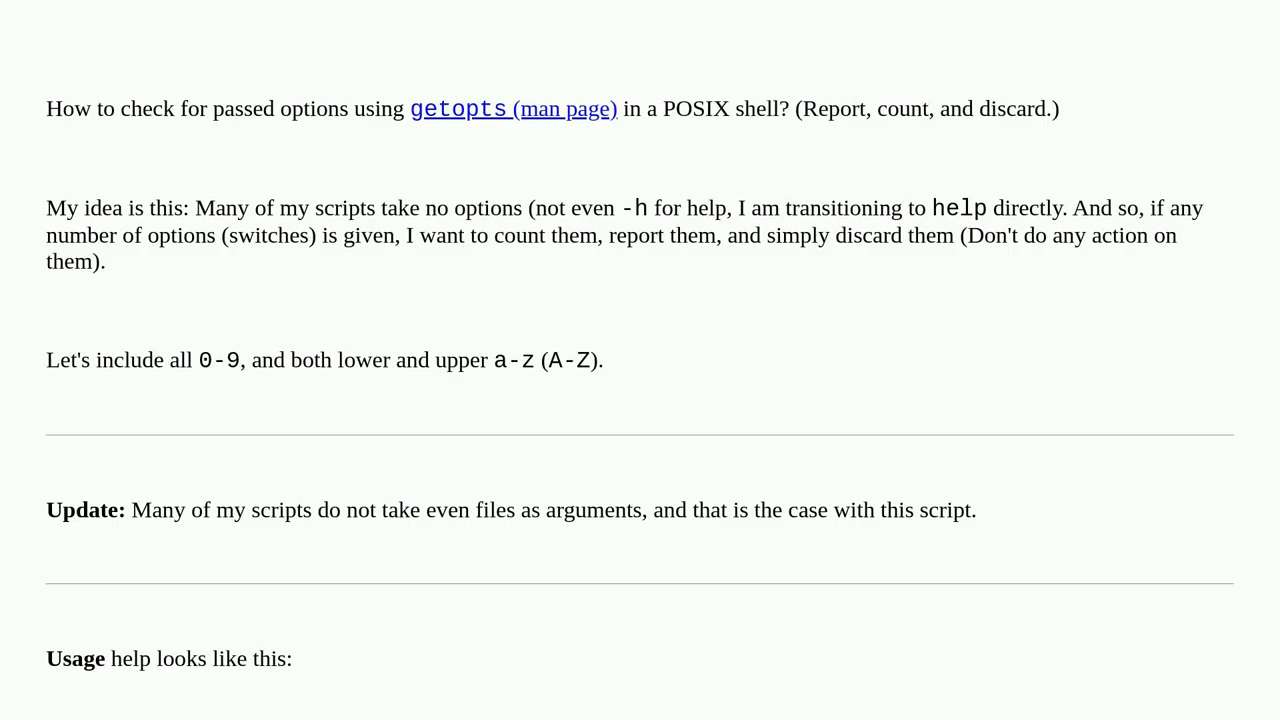 How to check for passed options using getopts (man page) in a POSIX shell? (Report, count, and discard.)
My idea is this: Many of my scripts take no options (not even -h for help, I am transitioning to help directly. And so, if any
number of options (switches) is given, I want to count them, report them, and simply discard them (Don't do any action on
them).
Let's include all 0-9, and both lower and upper a-z (A-Z).
Update: Many of my scripts do not take even files as arguments, and that is the case with this script.
Usage help looks like this: